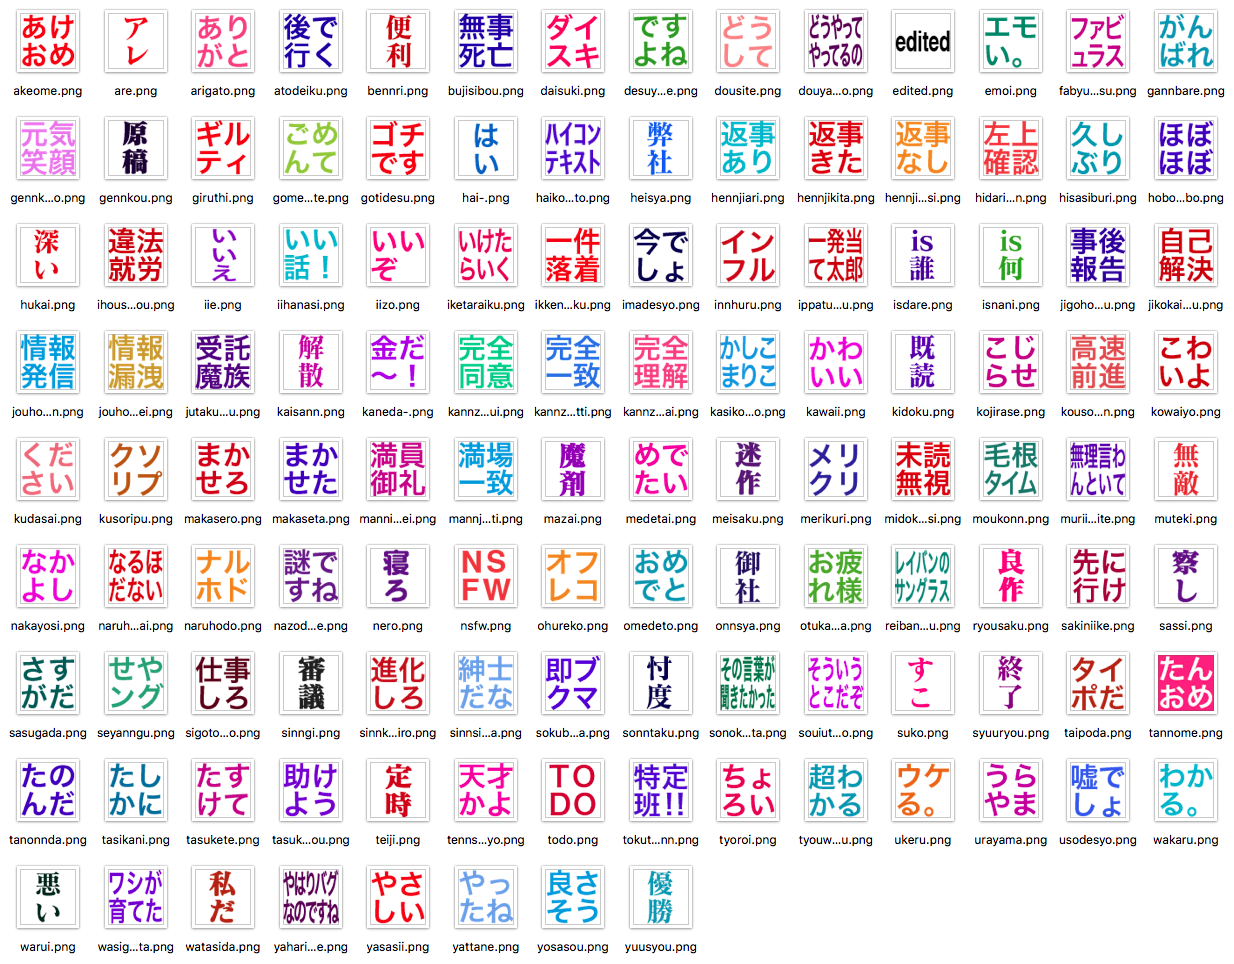 あけ ア あり 後で 便 無事 ダイ です どう どうやって edited エモ ファビ がん
おめ レ がと 行く 利 死亡 スキ よね して やってるの い。 ュラス ばれ
akeome.png are.png arigato.png atodeiku.png bennri.png bujisibou.png daisuki.png desuy...e.png dousite.png douya...o.png edited.png emoi.png fabyu...su.png gannbare.png
元気 原 ギル ごめ ゴチ は ハイコン 弊 返事 返事 返事 左上 久し ほぼ
笑顔 稿 ティ んて です い テキスト 社 あり きた なし 確認 ぶり ほぼ
gennk...o.png gennkou.png giruthi.png gome...te.png gotidesu.png hai-.png haiko...to.png heisya.png hennjiari.png hennjikita.png hennji...si.png hidari...n.png hisasiburi.png hobo...bo.png
深 違法 いい いい いい いけた 一件 今で イン 一発当 is is 事後 自己
い 就労 え 話！ ぞ らいく 落着 しょ フル て太郎 誰 何 報告 解決
hukai.png ihous...ou.png iie.png iihanasi.png iizo.png iketaraiku.png ikken...ku.png imadesyo.png innhuru.png ippatu...u.png isdare.png isnani.png jigoho...u.png jikokai...u.png
情報 情報 受託 解 金だ 完全 完全 完全 かしこ かわ 既 こじ 高速 こわ
発信 漏洩 魔族 散 〜！ 同意 一致 理解 まりこ いい 読 らせ 前進 いよ
jouho...n.png jouho...ei.png jutaku...u.png kaisann.png kaneda-.png kannz...ui.png kannz...tti.png kannz...ai.png kasiko...o.png kawaii.png kidoku.png kojirase.png kouso...n.png kowaiyo.png
くだ クソ まか まか 満員 満場 魔 めで 迷 メリ 未読 毛根 無理言わ 無
さい リプ せろ せた 御礼 一致 剤 たい 作 クリ 無視 タイム んといて 敵
kudasai.png kusoripu.png makasero.png makaseta.png manni...ei.png mannj...ti.png mazai.png medetai.png meisaku.png merikuri.png midok...si.png moukonn.png murii...ite.png muteki.png
なか なるほ ナル 謎で 寝 NS オフ おめ 御 お疲 レイバンの 良 先に 察
よし だない ホド すね ろ FW レコ でと 社 れ様 サングラス 作 行け し
nakayosi.png naruh...ai.png naruhodo.png nazod...e.png nero.png nsfw.png ohureko.png omedeto.png onnsya.png otuka...a.png reiban...u.png ryousaku.png sakiniike.png sassi.png
さす せや 仕事 審 進化 紳士 即ブ 忖 その言葉が そういう す 終 タイ たん
がだ ング しろ 議 しろ だな クマ 度 聞きたかった とこだぞ こ 了 ポだ おめ
sasugada.png seyanngu.png sigoto...o.png sinngi.png sinnk...iro.png sinnsi...a.png sokub...a.png sonntaku.png sonok...ta.png souiut...o.png suko.png syuuryou.png taipoda.png tannome.png
たの たし たす 助け 定 天才 TO 特定 ちょ 超わ ウケ うら 嘘で わか
んだ かに けて よう 時 かよ DO 班!! ろい かる る。 やま しょ る。
tanonnda.png tasikani.png tasukete.png tasuk...ou.png teiji.png tenns...yo.png todo.png tokut...nn.png tyoroi.png tyouw...u.png ukeru.png urayama.png usodesyo.png wakaru.png
悪 ワシが 私 やはりバグ やさ やっ 良さ 優
い 育てた だ なのですね しい たね そう 勝
warui.png wasig...ta.png watasida.png yahari...e.png yasasii.png yattane.png yosasou.png yuusyou.png